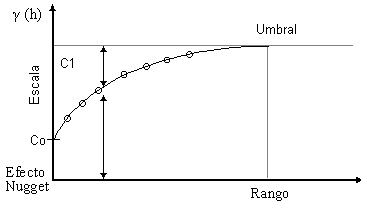 γ (h)
Umbral
C1
Escala
Co
Efecto
Nugget
Rango